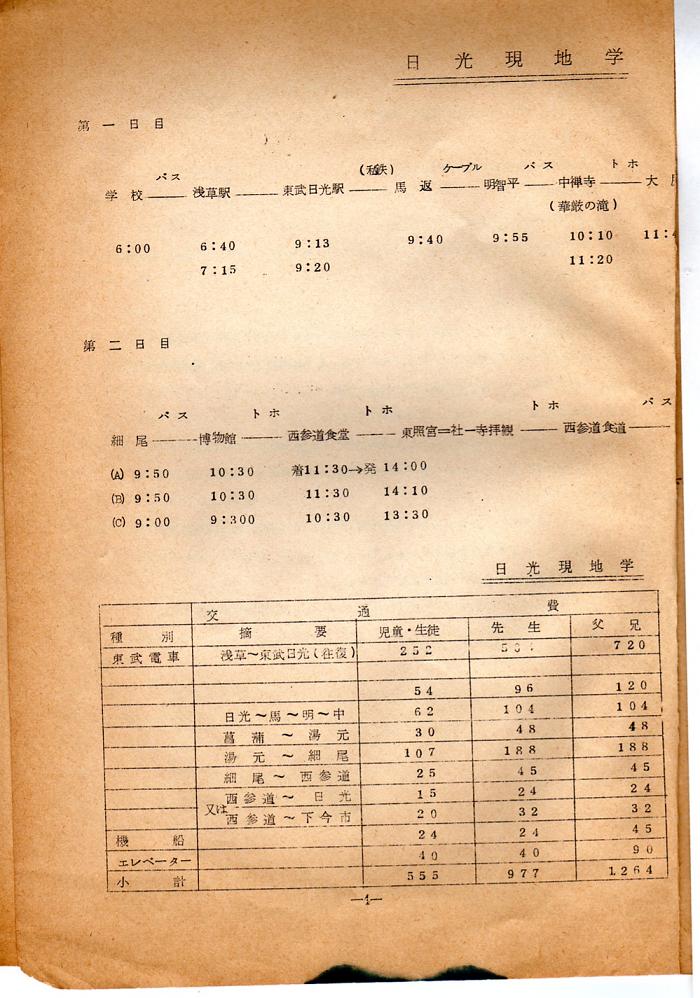 日光現地学
第一日目
バス (私鉄) ケーブル バス トホ
学校――浅草駅――東武日光駅――馬返――明智平――中禅寺――大
(華厳の滝)
6:00 6:40 9:13 9:40 9:55 10:10 11:4
7:15 9:20 11:20
第二日目
バス トホ トホ トホ バス
細尾――博物館――西参道食堂――東照宮=社一寺拝観――西参道食道――
(A) 9:50 10:30 着11:30→発 14:00
(B) 9:50 10:30 11:30 14:10
(C) 9:00 9:300 10:30 13:30
日光現地学
交通費
種別 摘要 児童・生徒 先生 父兄
東武電車 浅草~東武日光(往復) 252 720
54 96 120
日光~馬~明~中 62 104 104
菖蒲~湯元 30 48 48
湯元~細尾 107 188 188
細尾~西参道 25 45 45
西参道~日光 15 24 24
又は 西参道~下今市 20 32 32
機船 24 24 45
エレベーター 40 40 90
小計 555 977 1.264
―4―